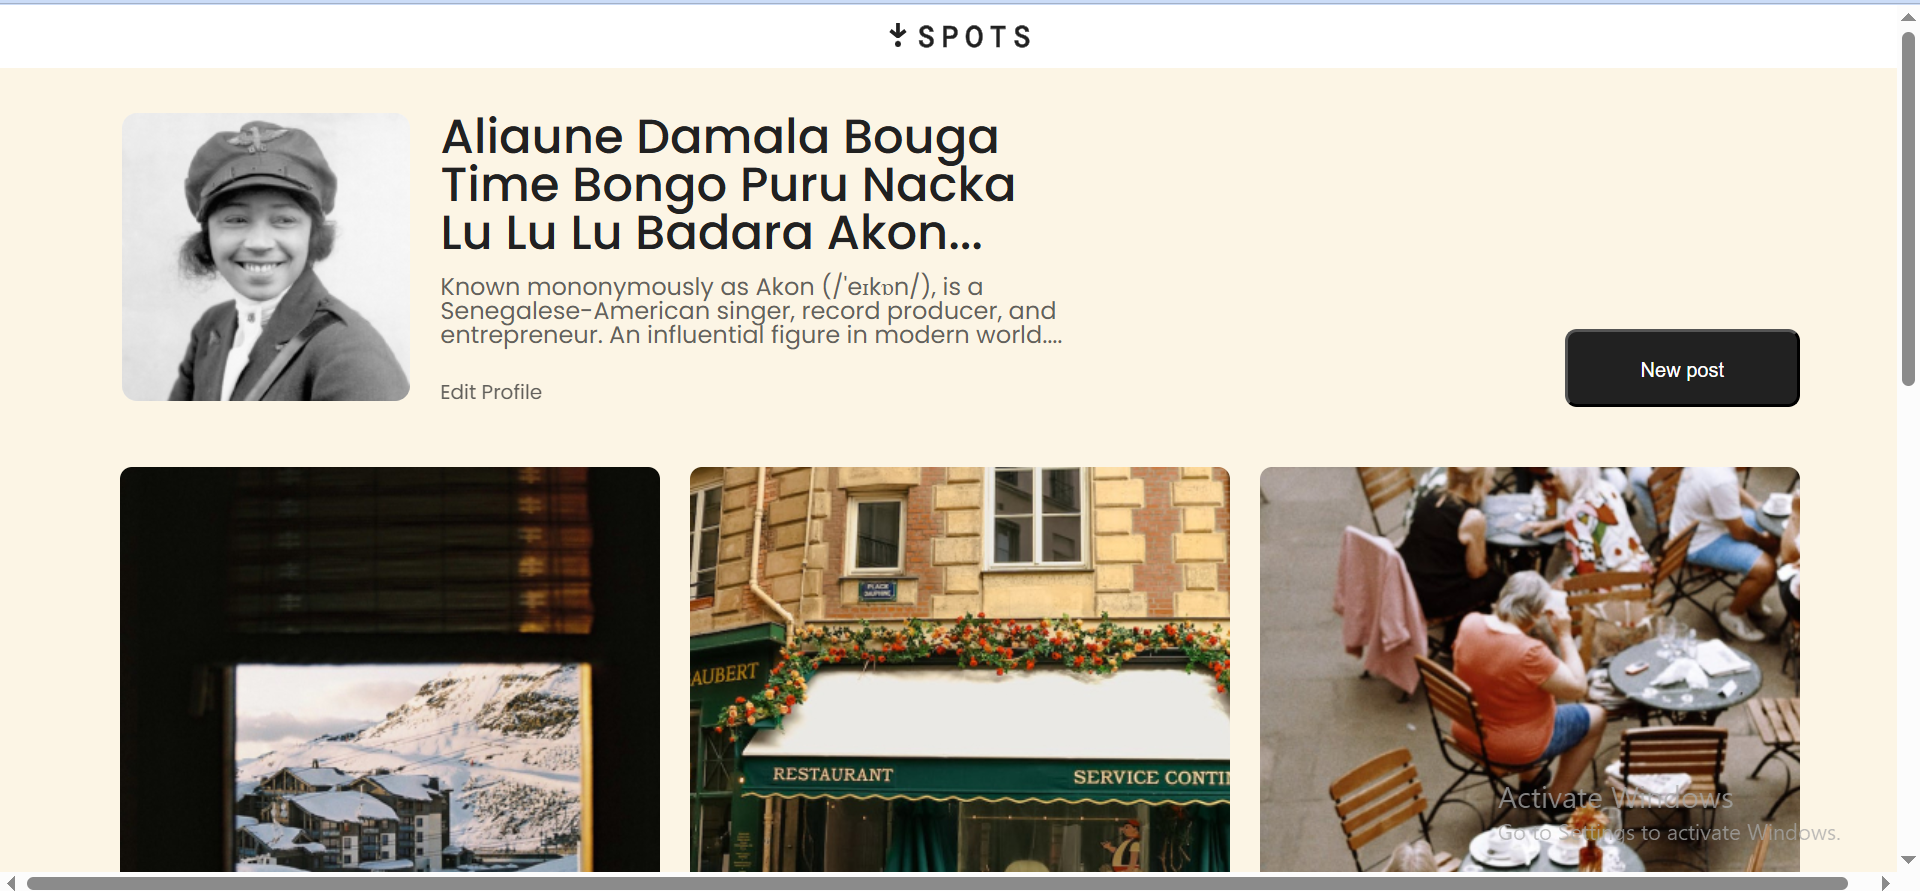 SPOTS
Aliaune Damala Bouga
Time Bongo Puru Nacka
Lu Lu Lu Badara Akon...
Known mononymously as Akon (/ˈeɪkɒn/), is a
Senegalese-American singer, record producer, and
entrepreneur. An influential figure in modern world....
Edit Profile
New post
PLACE
DAUPHINE
AUBERT
RESTAURANT
SERVICE CONTIN
Activate Windows
Go to Settings to activate Windows.